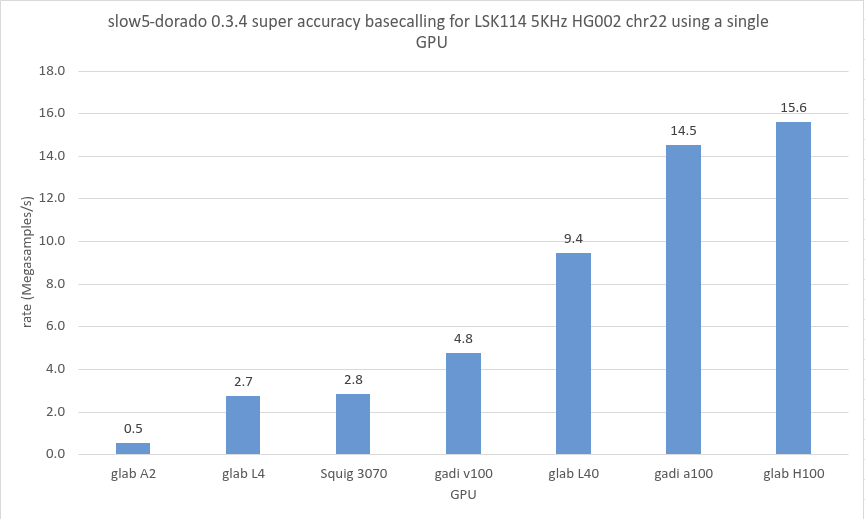 slow5-dorado 0.3.4 super accuracy basecalling for LSK114 5KHz HG002 chr22 using a single
GPU
18.0
16.0
14.0
12.0
10.0
8.0
6.0
4.0
2.0
0.0
rate (Megasamples/s)
0.5
2.7
2.8
4.8
9.4
14.5
15.6
glab A2
glab L4
Squig 3070
gadi v100
glab L40
gadi a100
glab H100
GPU